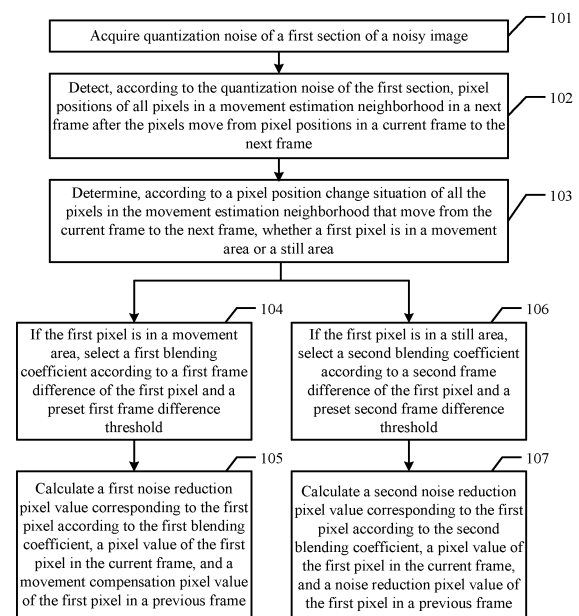 101
Acquire quantization noise of a first section of a noisy image
102
Detect, according to the quantization noise of the first section, pixel
positions of all pixels in a movement estimation neighborhood in a next
frame after the pixels move from pixel positions in a current frame to the
next frame
103
Determine, according to a pixel position change situation of all the
pixels in the movement estimation neighborhood that move from the
current frame to the next frame, whether a first pixel is in a movement
area or a still area
104
If the first pixel is in a movement
area, select a first blending
coefficient according to a first frame
difference of the first pixel and a
preset first frame difference
threshold
105
Calculate a first noise reduction
pixel value corresponding to the first
pixel according to the first blending
coefficient, a pixel value of the first
pixel in the current frame, and a
movement compensation pixel value
of the first pixel in a previous frame
106
If the first pixel is in a still area,
select a second blending coefficient
according to a second frame
difference of the first pixel and a
preset second frame difference
threshold
107
Calculate a second noise reduction
pixel value corresponding to the first
pixel according to the second
blending coefficient, a pixel value of
the first pixel in the current frame,
and a noise reduction pixel value of
the first pixel in a previous frame